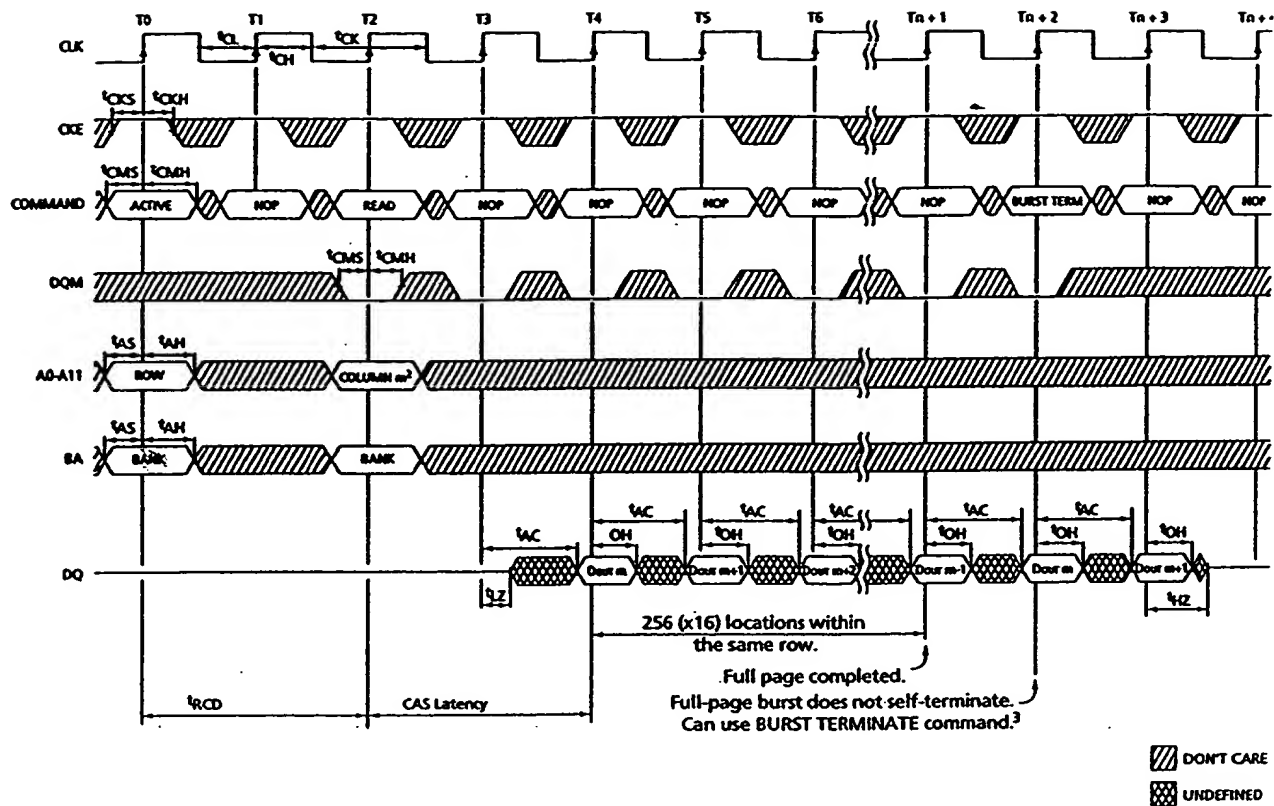 T0 T1 T2 T3 T4 T5 T6 Tn + 1 Tn + 2 Tn + 3 Tn +
CLK
tCL tCK
tCH
tCKS tCKH
CKE
tCMS tCMH
COMMAND ACTIVE NOP READ NOP NOP NOP NOP NOP BURST TERM NOP NOP
tCMS tCMH
DQM
tAS tAH
A0-A11 ROW COLUMN m2
tAS tAH
BA BANK BANK
tAC tAC tAC tAC tAC tAC
OH tOH tOH tOH tOH tOH
DQ DOUT m DOUT m+1 DOUT m+2 DOUT m-1 DOUT m DOUT m+1
tLZ tHZ
256 (x16) locations within
the same row.
Full page completed.
Full-page burst does not self-terminate.
Can use BURST TERMINATE command.3
tRCD CAS Latency
DON'T CARE
UNDEFINED